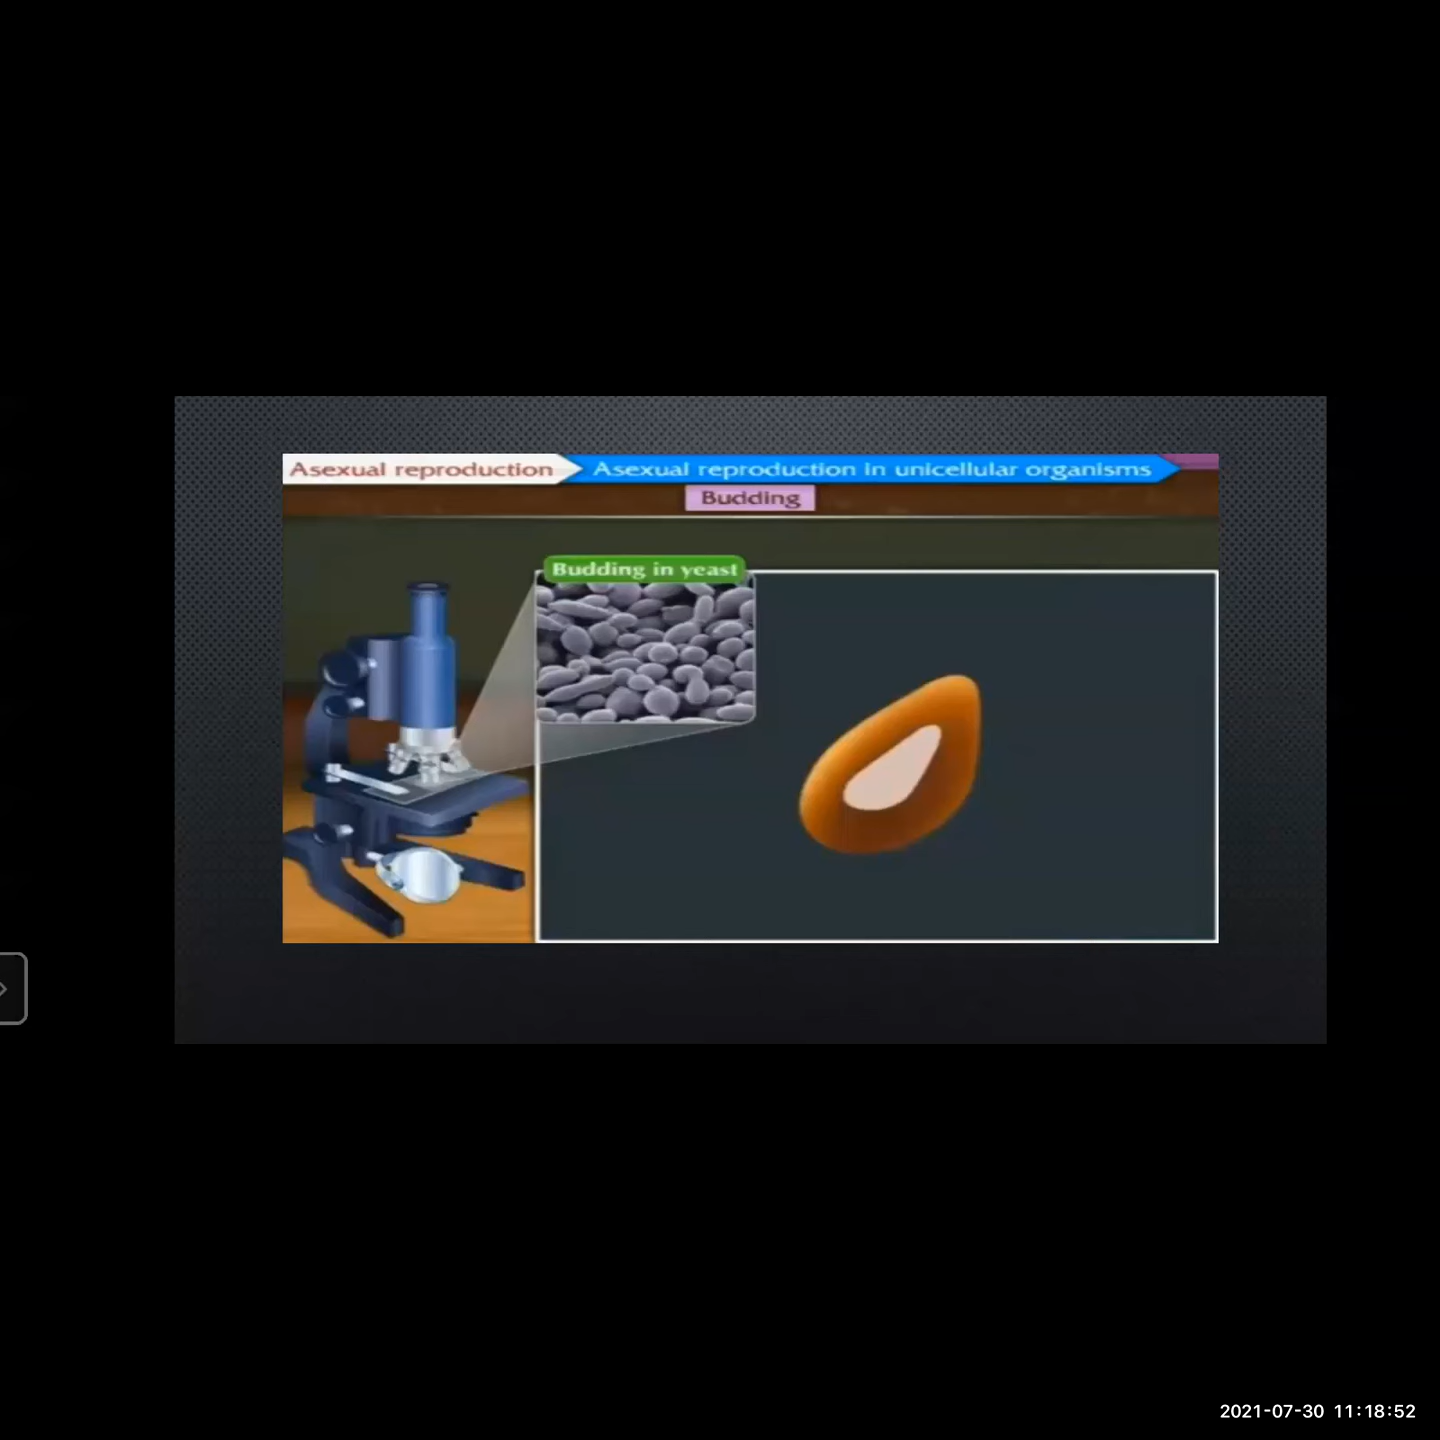 Asexual reproduction
Asexual reproduction in unicellular organisms
Budding
Budding in yeast
2021-07-30 11:18:52